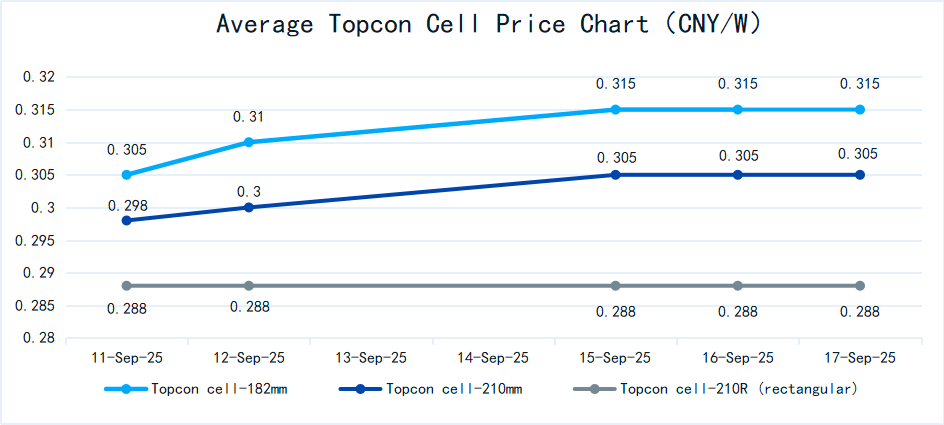 Average Topcon Cell Price Chart (CNY/W)
0.32
0.315
0.31
0.305
0.3
0.295
0.29
0.285
0.28
0.305 0.31 0.315 0.315 0.315
0.298 0.3 0.305 0.305 0.305
0.288 0.288 0.288 0.288 0.288
11-Sep-25 12-Sep-25 13-Sep-25 14-Sep-25 15-Sep-25 16-Sep-25 17-Sep-25
Topcon cell-182mm Topcon cell-210mm Topcon cell-210R (rectangular)